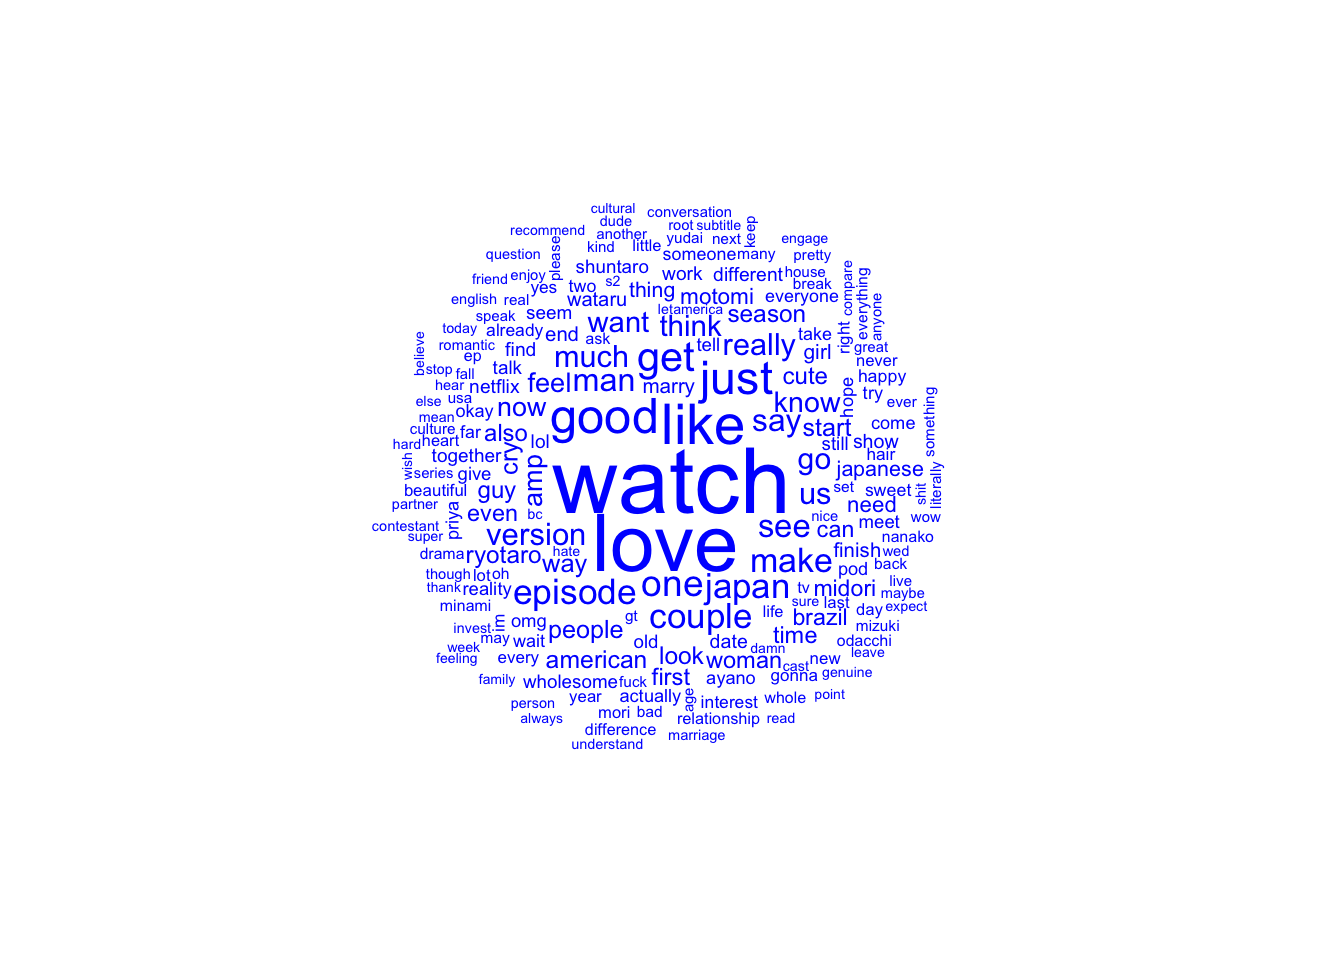 cultural conversation
dude
root subtitle keep
recommend another
yudai next engage
kind little
question please someone many pretty
shuntaro work different house
friend enjoy s2 break compare everything
yes two thing
english real wataru motomi everyone anyone
letamerica
speak seem want think season
today already end ask tell really take right great
believe romantic ep find much get girl never
stop fall talk just cute happy
hear netflix feel man marry
else usa now know hope try ever something
mean okay good like say start come
culture far also lol still show
hard heart cry hair
wish together watch go japanese
series give amp shit literally
beautiful guy us set sweet
partner priya even bc nice need wow
contestant see can meet
super version nanako
drama ryotaro hate love finish wed
way make pod back
though lot oh live
thank reality episode one japan tv midori maybe
minami sure last expect
im omg gt couple life brazil day
invest people mizuki
week may wait old date time odacchi
feeling every american look woman damn new leave
cast
family wholesome fuck first ayano gonna genuine
person year actually age interest whole point
always mori bad relationship read
difference marriage
understand